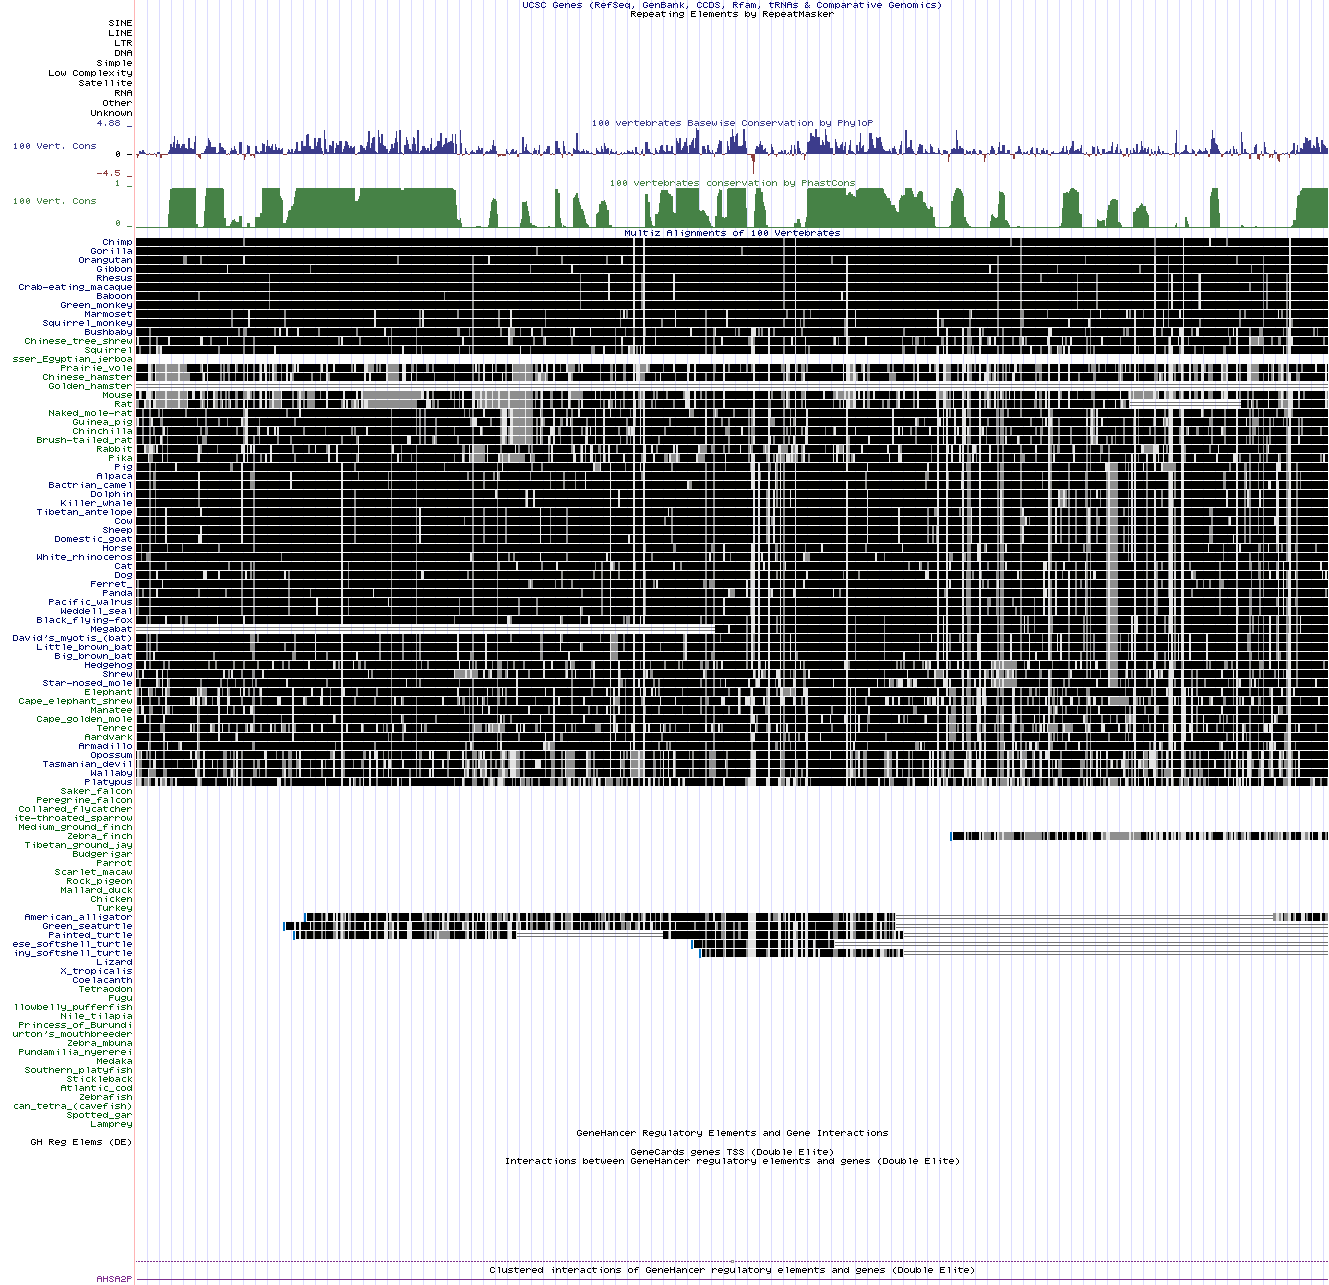 UCSC Genes (RefSeq, GenBank, CCDS, Rfam, tRNAs & Comparative Genomics)
Repeating Elements by RepeatMasker
SINE
LINE
LTR
DNA
Simple
Low Complexity
Satellite
RNA
Other
Unknown
100 vertebrates Basewise Conservation by PhyloP
4.88 _
100 Vert. Cons
0 _
-4.5 _
100 vertebrates conservation by PhastCons
1 _
100 Vert. Cons
0 _
Multiz Alignments of 100 Vertebrates
Chimp
Gorilla
Orangutan
Gibbon
Rhesus
Crab-eating_macaque
Baboon
Green_monkey
Marmoset
Squirrel_monkey
Bushbaby
Chinese_tree_shrew
Squirrel
sser_Egyptian_jerboa
Prairie_vole
Chinese_hamster
Golden_hamster
Mouse
Rat
Naked_mole-rat
Guinea_pig
Chinchilla
Brush-tailed_rat
Rabbit
Pika
Pig
Alpaca
Bactrian_camel
Dolphin
Killer_whale
Tibetan_antelope
Cow
Sheep
Domestic_goat
Horse
White_rhinoceros
Cat
Dog
Ferret_
Panda
Pacific_walrus
Weddell_seal
Black_flying-fox
Megabat
David's_myotis_(bat)
Little_brown_bat
Big_brown_bat
Hedgehog
Shrew
Star-nosed_mole
Elephant
Cape_elephant_shrew
Manatee
Cape_golden_mole
Tenrec
Aardvark
Armadillo
Opossum
Tasmanian_devil
Wallaby
Platypus
Saker_falcon
Peregrine_falcon
Collared_flycatcher
ite-throated_sparrow
Medium_ground_finch
Zebra_finch
Tibetan_ground_jay
Budgerigar
Parrot
Scarlet_macaw
Rock_pigeon
Mallard_duck
Chicken
Turkey
American_alligator
Green_seaturtle
Painted_turtle
ese_softshell_turtle
iny_softshell_turtle
Lizard
X_tropicalis
Coelacanth
Tetraodon
Fugu
llowbelly_pufferfish
Nile_tilapia
Princess_of_Burundi
urton's_mouthbreeder
Zebra_mbuna
Pundamilia_nyererei
Medaka
Southern_platyfish
Stickleback
Atlantic_cod
Zebrafish
can_tetra_(cavefish)
Spotted_gar
Lamprey
GeneHancer Regulatory Elements and Gene Interactions
GH Reg Elems (DE)
GeneCards genes TSS (Double Elite)
Interactions between GeneHancer regulatory elements and genes (Double Elite)
Clustered interactions of GeneHancer regulatory elements and genes (Double Elite)
AHSA2P